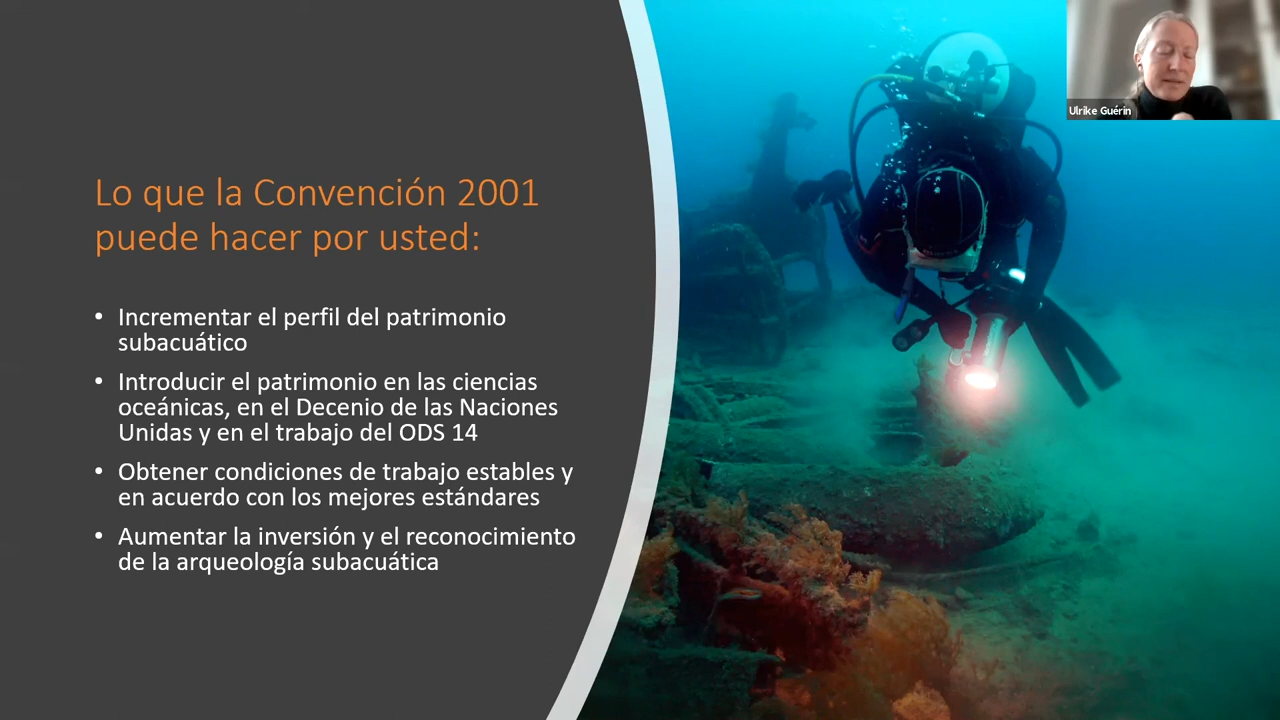 Lo que la Convención 2001
puede hacer por usted:
• Incrementar el perfil del patrimonio
subacuático
• Introducir el patrimonio en las ciencias
oceánicas, en el Decenio de las Naciones
Unidas y en el trabajo del ODS 14
• Obtener condiciones de trabajo estables y
en acuerdo con los mejores estándares
• Aumentar la inversión y el reconocimiento
de la arqueología subacuática
Ulrike Guérin